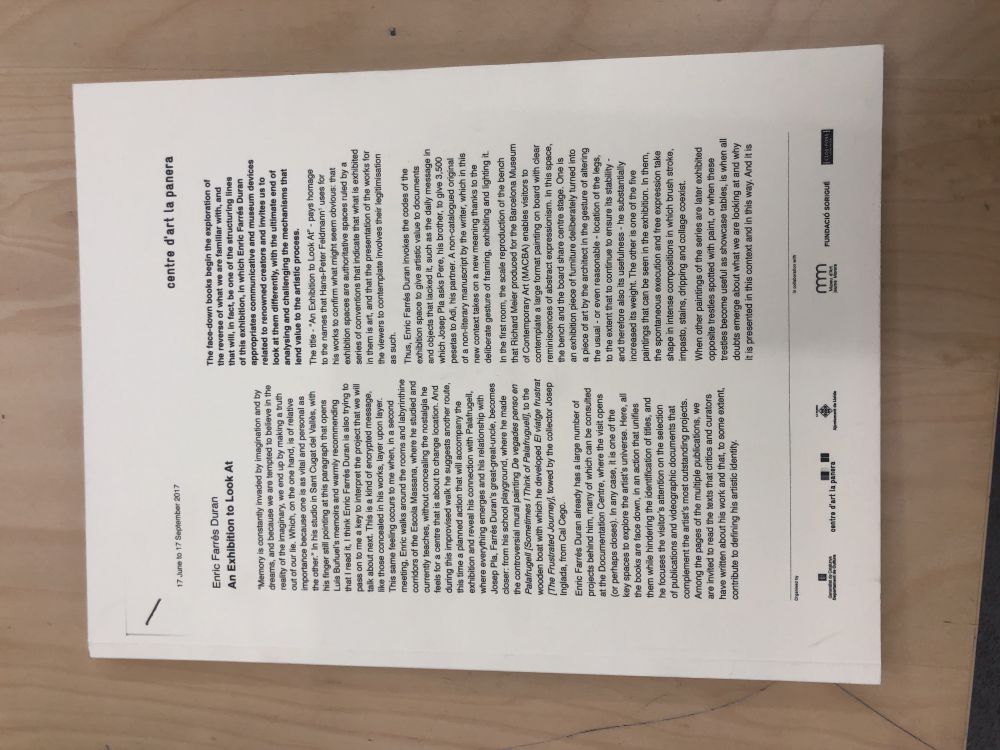 17 June to 17 September 2017
centre d'art la panera
Enric Farrés Duran
An Exhibition to Look At
"Memory is constantly invaded by imagination and by
dreams, and because we are tempted to believe in the
reality of the imaginary, we end up by making a truth
out of our lie. Which, on the one hand, is of relative
importance because one is as vital and personal as
the other." In his studio in Sant Cugat del Vallès, with
his finger still pointing at this paragraph that opens
Luis Buñuel's memoirs and warmly recommending
that I read it, I think Enric Farrés Duran is also trying to
pass on to me a key to interpret the project that we will
talk about next. This is a kind of encrypted message,
like those concealed in his works, layer upon layer.
This same feeling occurs to me when, in a second
meeting, Enric walks around the rooms and labyrinthine
corridors of the Escola Massana, where he studied and
currently teaches, without concealing the nostalgia he
feels for a centre that is about to change location. And
during this improvised walk he suggests another route,
this time a planned action that will accompany the
exhibition and reveal his connection with Palafrugell,
where everything emerges and his relationship with
Josep Pla, Farrés Duran's great-great-uncle, becomes
closer: from his school playground, where he made
the controversial mural painting De vegades penso en
Palafrugell [Sometimes I Think of Palafrugell], to the
wooden boat with which he developed El viatge frustrat
[The Frustrated Journey], towed by the collector Josep
Inglada, from Cal Cego.
Enric Farrés Duran already has a large number of
projects behind him, many of which can be consulted
at the Documentation Centre, where the visit opens
(or perhaps closes). In any case, it is one of the
key spaces to explore the artist's universe. Here, all
the books are face down, in an action that unifies
them while hindering the identification of titles, and
he focuses the visitor's attention on the selection
of publications and videographic documents that
complement the artist's most outstanding projects.
Among the pages of the multiple publications, we
are invited to read the texts that critics and curators
have written about his work and that, to some extent,
contribute to defining his artistic identity.
The face-down books begin the exploration of
the reverse of what we are familiar with, and
that will, in fact, be one of the structuring lines
of this exhibition, in which Enric Farrés Duran
appropriates communicative and museum devices
related to renowned creators and invites us to
look at them differently, with the ultimate end of
analysing and challenging the mechanisms that
lend value to the artistic process.
The title - "An Exhibition to Look At" - pays homage
to the names that Hans-Peter Feldmann uses for
his works to confirm what might seem obvious: that
exhibition spaces are authoritative spaces ruled by a
series of conventions that indicate that what is exhibited
in them is art, and that the presentation of the works for
the viewers to contemplate involves their legitimisation
as such.
Thus, Enric Farrés Duran invokes the codes of the
exhibition space to give artistic value to documents
and objects that lacked it, such as the daily message in
which Josep Pla asks Pere, his brother, to give 3,500
pesetas to Adi, his partner. A non-catalogued original
of a non-literary manuscript by the writer, which in this
new context takes on a new meaning thanks to the
deliberate gesture of framing, exhibiting and lighting it.
In the first room, the scale reproduction of the bench
that Richard Meier produced for the Barcelona Museum
of Contemporary Art (MACBA) enables visitors to
contemplate a large format painting on board with clear
reminiscences of abstract expressionism. In this space,
the bench and the board share centre stage. One is
an exhibition piece of furniture deliberately turned into
a piece of art by the architect in the gesture of altering
the usual - or even reasonable - location of the legs,
to the extent that to continue to ensure its stability -
and therefore also its usefulness - he substantially
increased its weight. The other is one of the five
paintings that can be seen in the exhibition. In them,
the spontaneous execution and free expression take
shape in intense compositions in which brush stroke,
impasto, stains, dripping and collage coexist.
When other paintings of the series are later exhibited
opposite trestles spotted with paint, or when these
trestles become useful as showcase tables, is when all
doubts emerge about what we are looking at and why
it is presented in this context and in this way. And it is
Organised by
Generalitat de Catalunya
Departament de Cultura
centre d'art la panera
In collaboration with
FUNDACIÓ SORIGUÉ